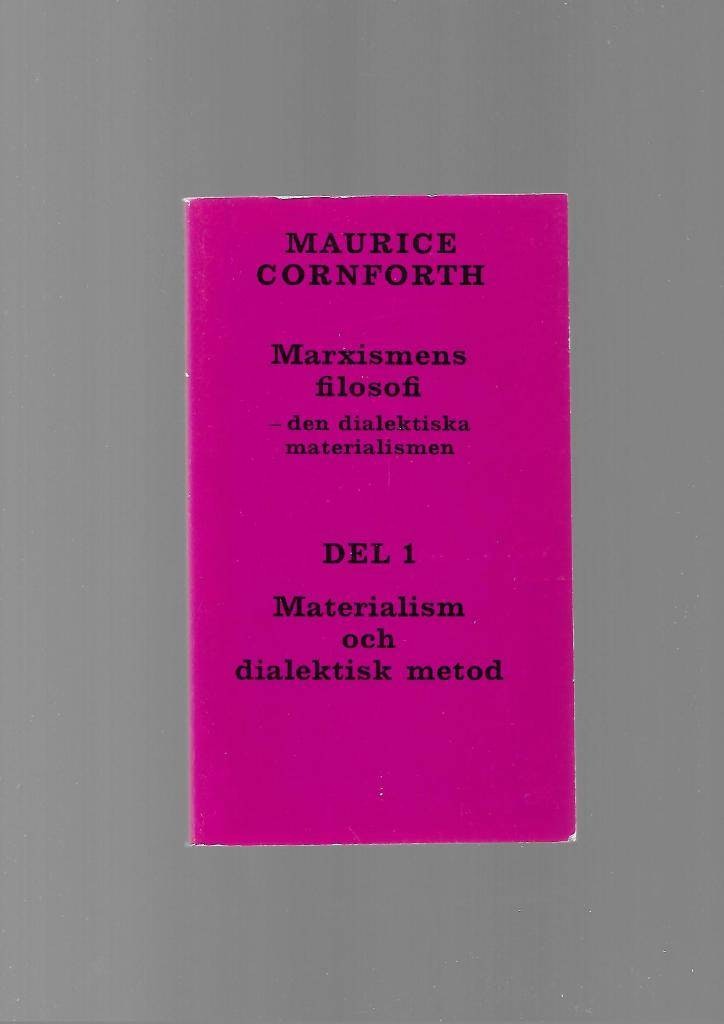 MAURICE
CORNFORTH
Marxismens
filosofi
– den dialektiska
materialismen
DEL 1
Materialism
och
dialektisk metod